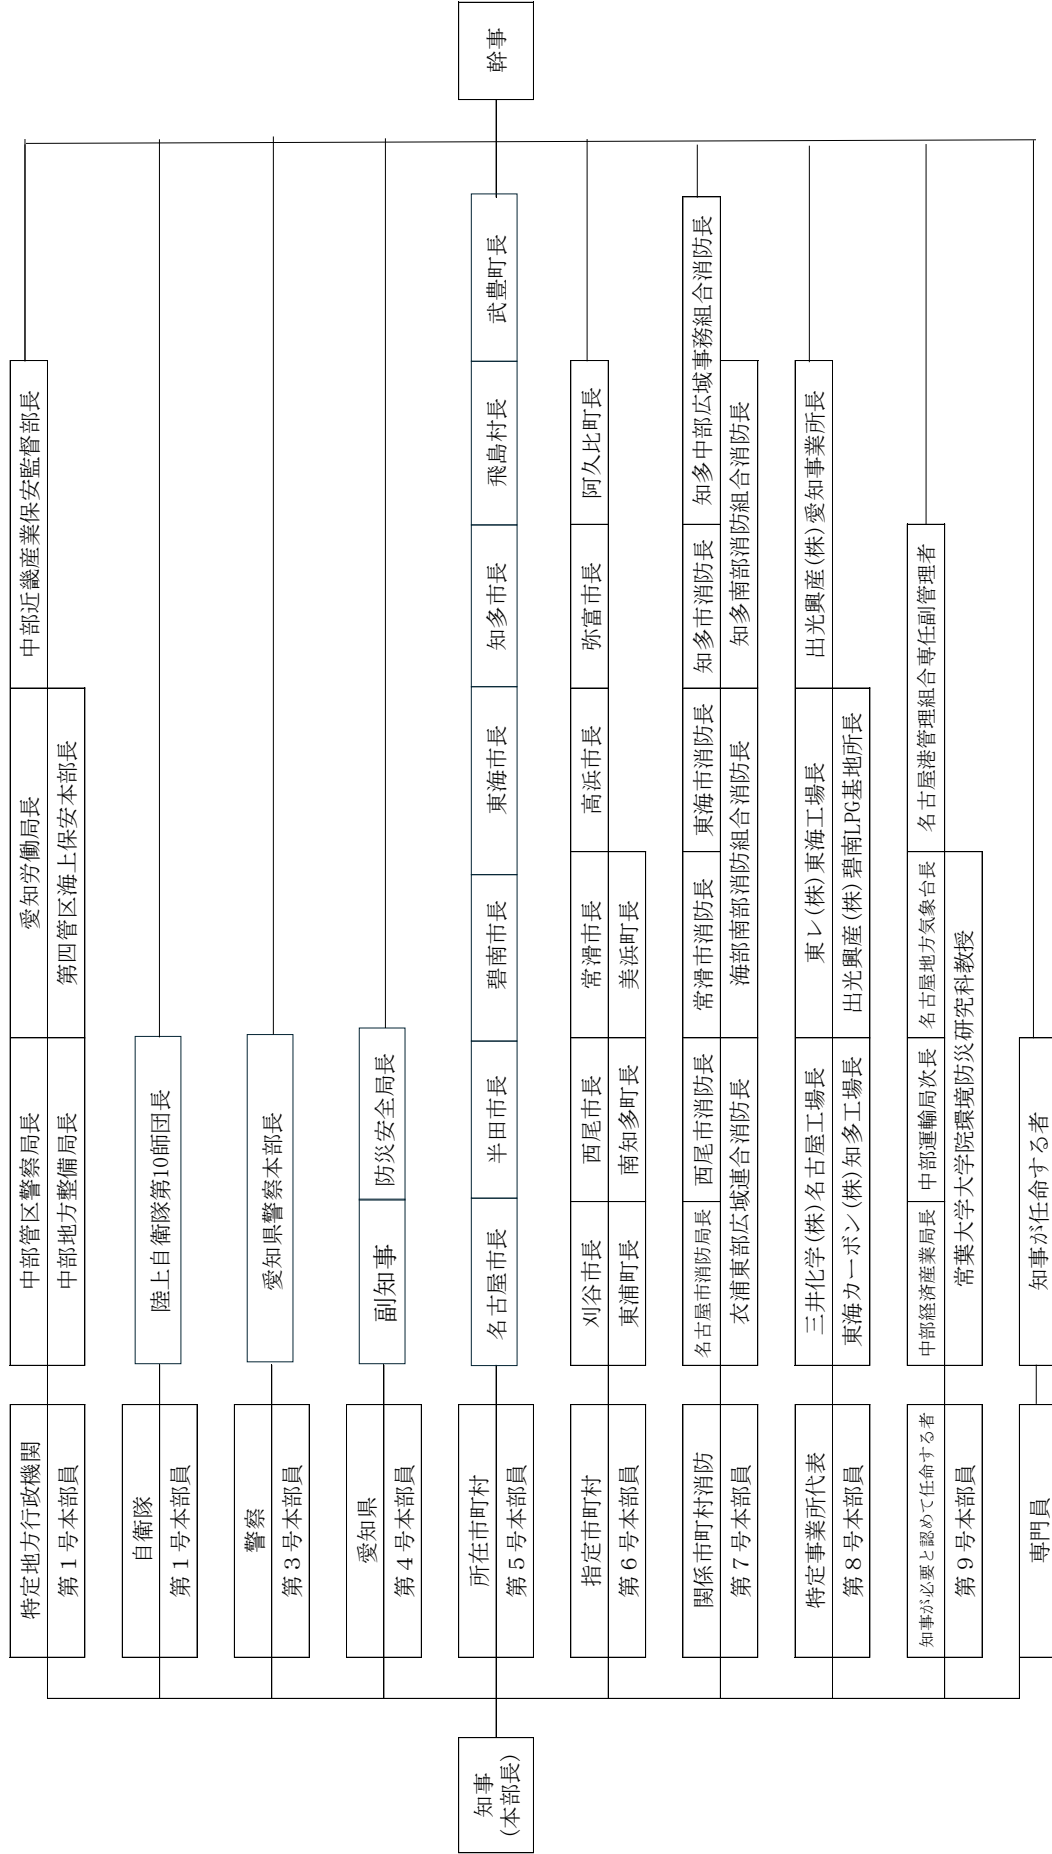 知事
(本部長)
特定地方行政機関
第１号本部員
中部管区警察局長
愛知労働局長
中部近畿産業保安監督部長
中部地方整備局長
第四管区海上保安本部長
自衛隊
第１号本部員
陸上自衛隊第10師団長
警察
第３号本部員
愛知県警察本部長
愛知県
第４号本部員
副知事
防災安全局長
所在市町村
第５号本部員
名古屋市長
半田市長
碧南市長
東海市長
知多市長
飛島村長
武豊町長
指定市町村
第６号本部員
刈谷市長
西尾市長
常滑市長
高浜市長
弥富市長
阿久比町長
東浦町長
南知多町長
美浜町長
関係市町村消防
第７号本部員
名古屋市消防局長
西尾市消防長
常滑市消防長
東海市消防長
知多市消防長
知多中部広域事務組合消防長
衣浦東部広域連合消防長
海部南部消防組合消防長
知多南部消防組合消防長
特定事業所代表
第８号本部員
三井化学(株)名古屋工場長
東レ(株)東海工場長
出光興産(株)愛知事業所長
東海カーボン(株)知多工場長
出光興産(株)碧南LPG基地所長
知事が必要と認めて任命する者
第９号本部員
中部経済産業局長
中部運輸局次長
名古屋地方気象台長
名古屋港管理組合専任副管理者
常葉大学大学院環境防災研究科教授
専門員
知事が任命する者
幹事